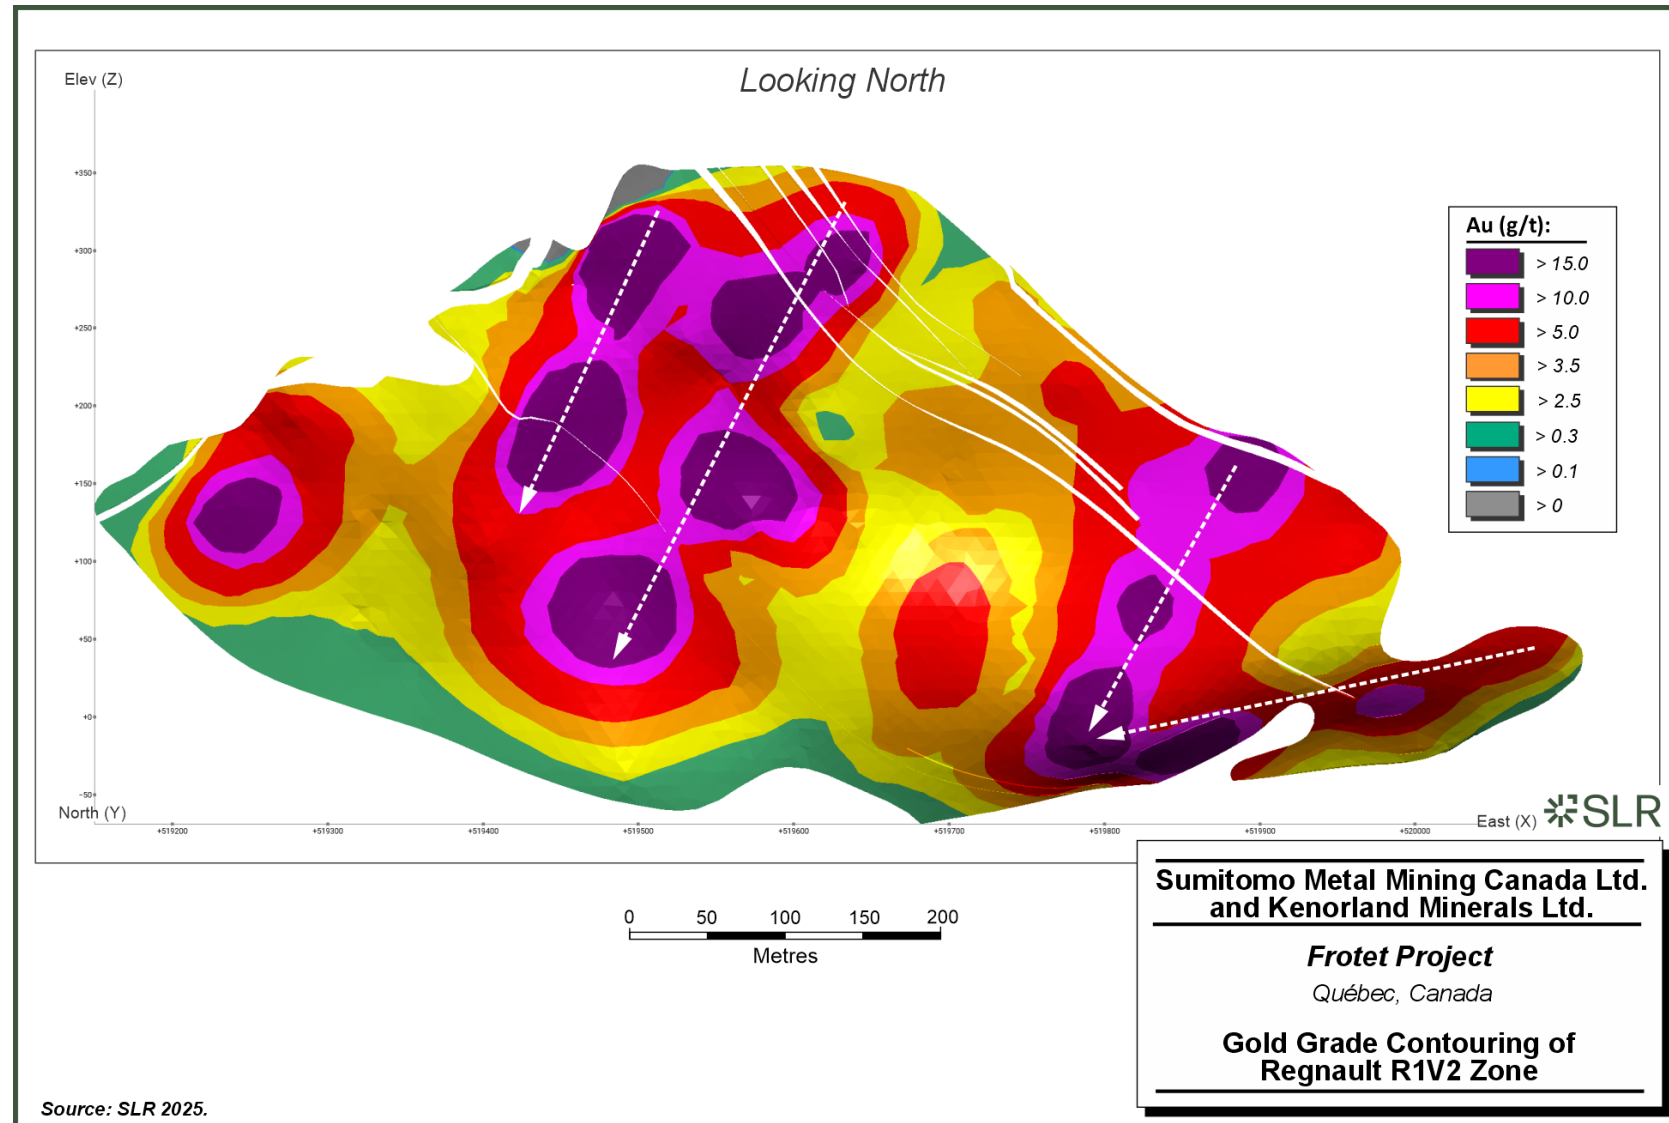 Looking North
Elev (Z)
+350
+300
+250
+200
+150
+100
+50
+0
-50
North (Y)
+519200
+519300
+519400
+519500
+519600
+519700
+519800
+519900
+520000
East (X)
Au (g/t):
> 15.0
> 10.0
> 5.0
> 3.5
> 2.5
> 0.3
> 0.1
> 0
SLR
0 50 100 150 200
Metres
Sumitomo Metal Mining Canada Ltd.
and Kenorland Minerals Ltd.
Frotet Project
Québec, Canada
Gold Grade Contouring of
Regnault R1V2 Zone
Source: SLR 2025.